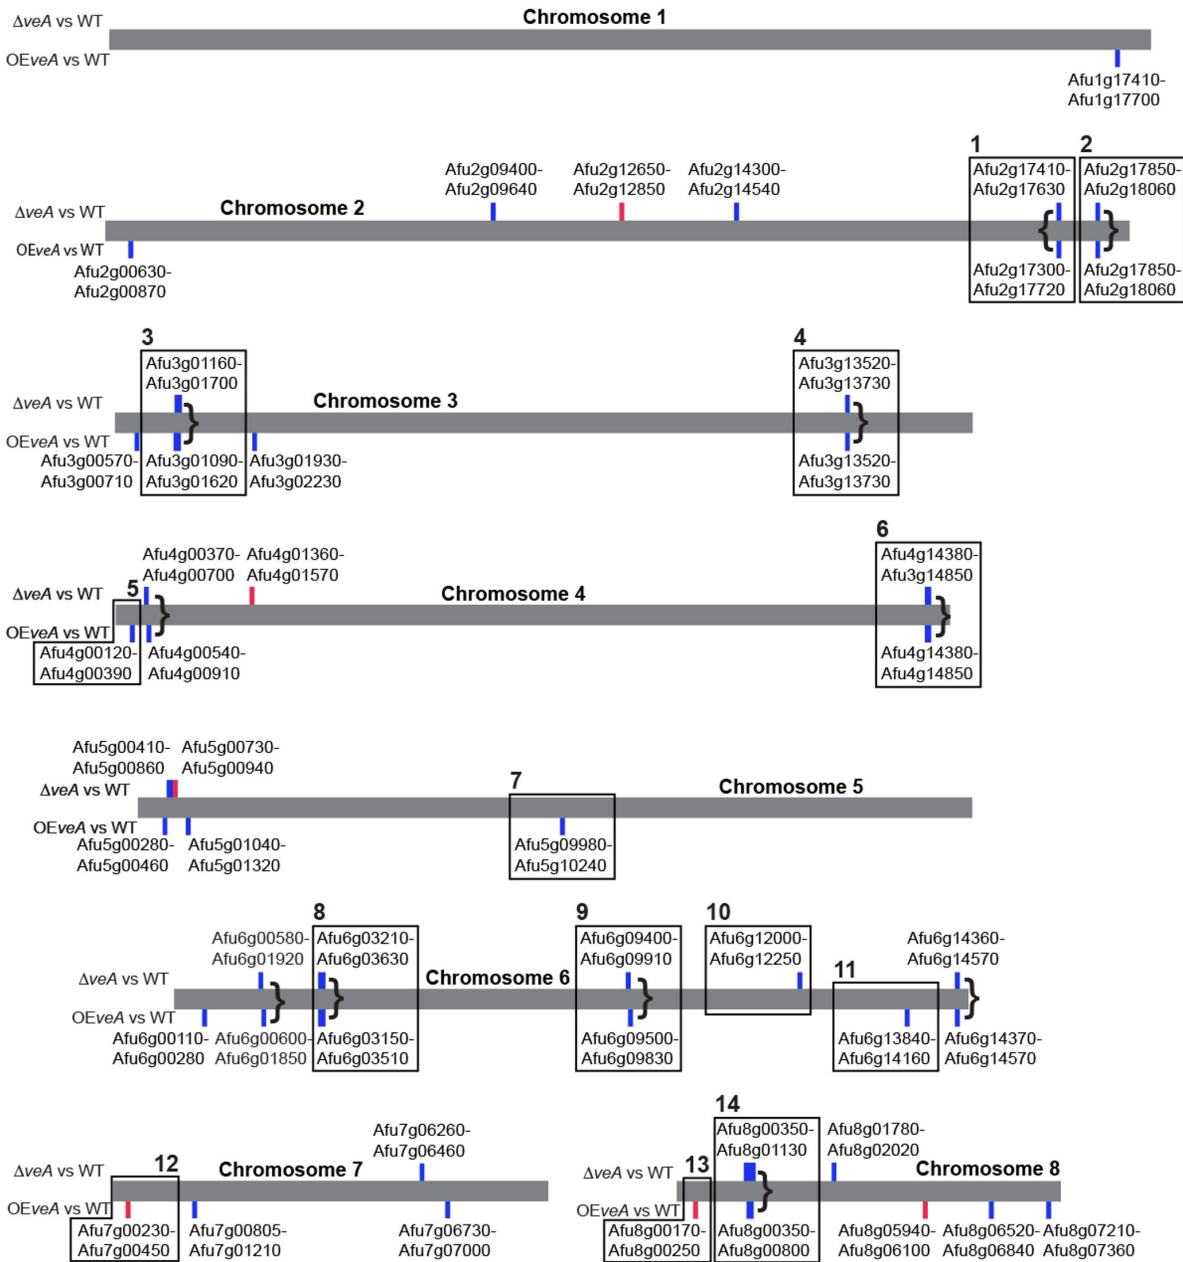 Chromosome 1
ΔveA vs WT
OEveA vs WT
Afu1g17410-
Afu1g17700
1
2
Afu2g09400-
Afu2g09640
Afu2g12650-
Afu2g12850
Afu2g14300-
Afu2g14540
Afu2g17410-
Afu2g17630
Afu2g17850-
Afu2g18060
Chromosome 2
ΔveA vs WT
OEveA vs WT
Afu2g00630-
Afu2g00870
Afu2g17300-
Afu2g17720
Afu2g17850-
Afu2g18060
3
4
Afu3g01160-
Afu3g01700
Afu3g13520-
Afu3g13730
Chromosome 3
ΔveA vs WT
OEveA vs WT
Afu3g00570-
Afu3g00710
Afu3g01090-
Afu3g01620
Afu3g01930-
Afu3g02230
Afu3g13520-
Afu3g13730
5
6
Afu4g00370-
Afu4g00700
Afu4g01360-
Afu4g01570
Afu4g14380-
Afu3g14850
Chromosome 4
ΔveA vs WT
OEveA vs WT
Afu4g00120-
Afu4g00390
Afu4g00540-
Afu4g00910
Afu4g14380-
Afu4g14850
Afu5g00410-
Afu5g00860
Afu5g00730-
Afu5g00940
7
Chromosome 5
ΔveA vs WT
OEveA vs WT
Afu5g00280-
Afu5g00460
Afu5g01040-
Afu5g01320
Afu5g09980-
Afu5g10240
8
9
10
11
Afu6g00580-
Afu6g01920
Afu6g03210-
Afu6g03630
Afu6g09400-
Afu6g09910
Afu6g12000-
Afu6g12250
Afu6g14360-
Afu6g14570
Chromosome 6
ΔveA vs WT
OEveA vs WT
Afu6g00110-
Afu6g00280
Afu6g00600-
Afu6g01850
Afu6g03150-
Afu6g03510
Afu6g09500-
Afu6g09830
Afu6g13840-
Afu6g14160
Afu6g14370-
Afu6g14570
12
Afu7g06260-
Afu7g06460
Chromosome 7
ΔveA vs WT
OEveA vs WT
Afu7g00230-
Afu7g00450
Afu7g00805-
Afu7g01210
Afu7g06730-
Afu7g07000
13
14
Afu8g00350-
Afu8g01130
Afu8g01780-
Afu8g02020
Chromosome 8
ΔveA vs WT
OEveA vs WT
Afu8g00170-
Afu8g00250
Afu8g00350-
Afu8g00800
Afu8g05940-
Afu8g06100
Afu8g06520-
Afu8g06840
Afu8g07210-
Afu8g07360